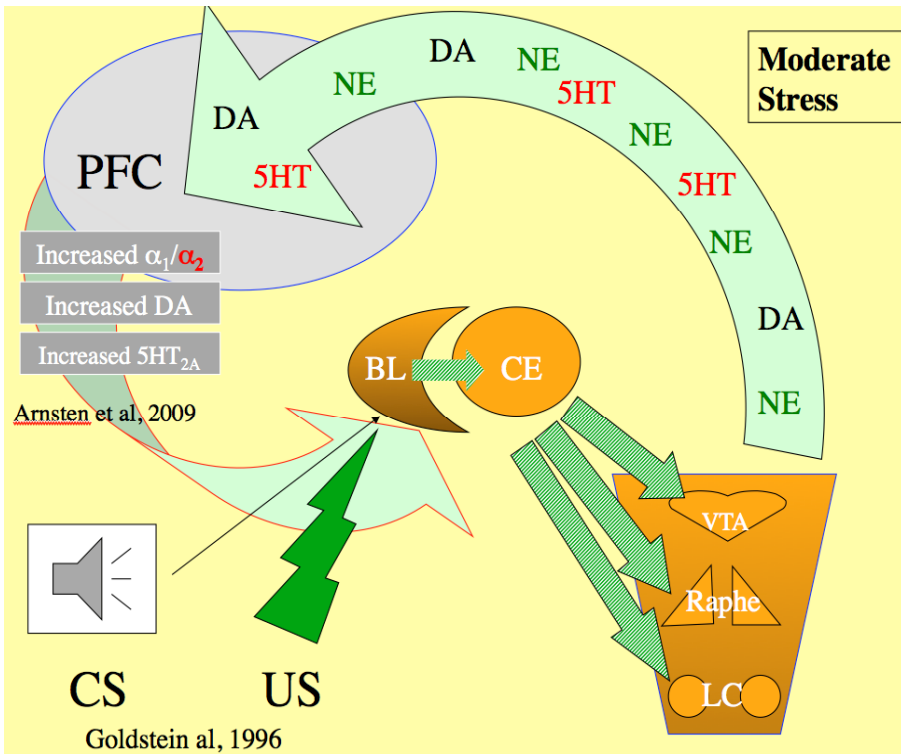 DA
NE
5HT
NE
DA
NE
5HT
NE
5HT
NE
DA
NE
Moderate
Stress
PFC
Increased α₁/α₂
Increased DA
Increased 5HT₂A
Arnsten et al, 2009
BL
CE
VTA
Raphe
LC
CS
US
Goldstein al, 1996